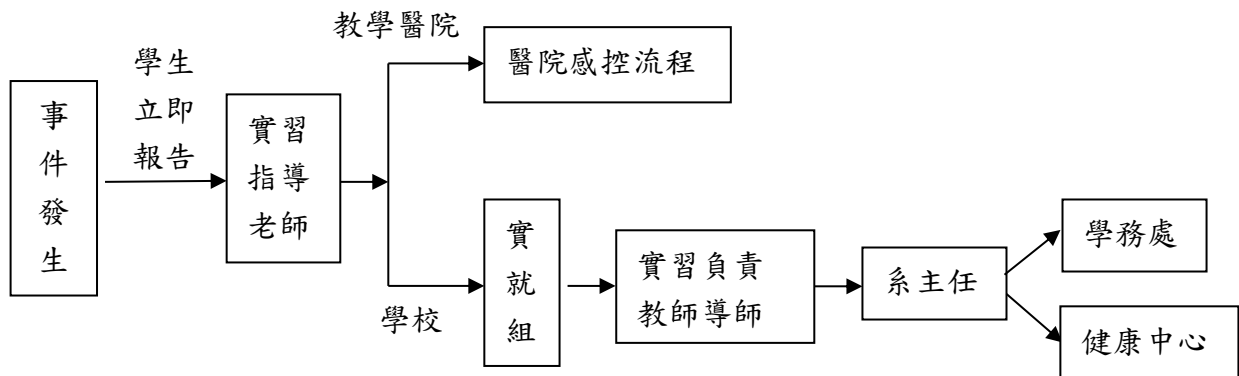 事
件
發
生
學生
立即
報告
實習
指導
老師
教學醫院
醫院感控流程
學校
實
就
組
實習負責
教師導師
系主任
學務處
健康中心